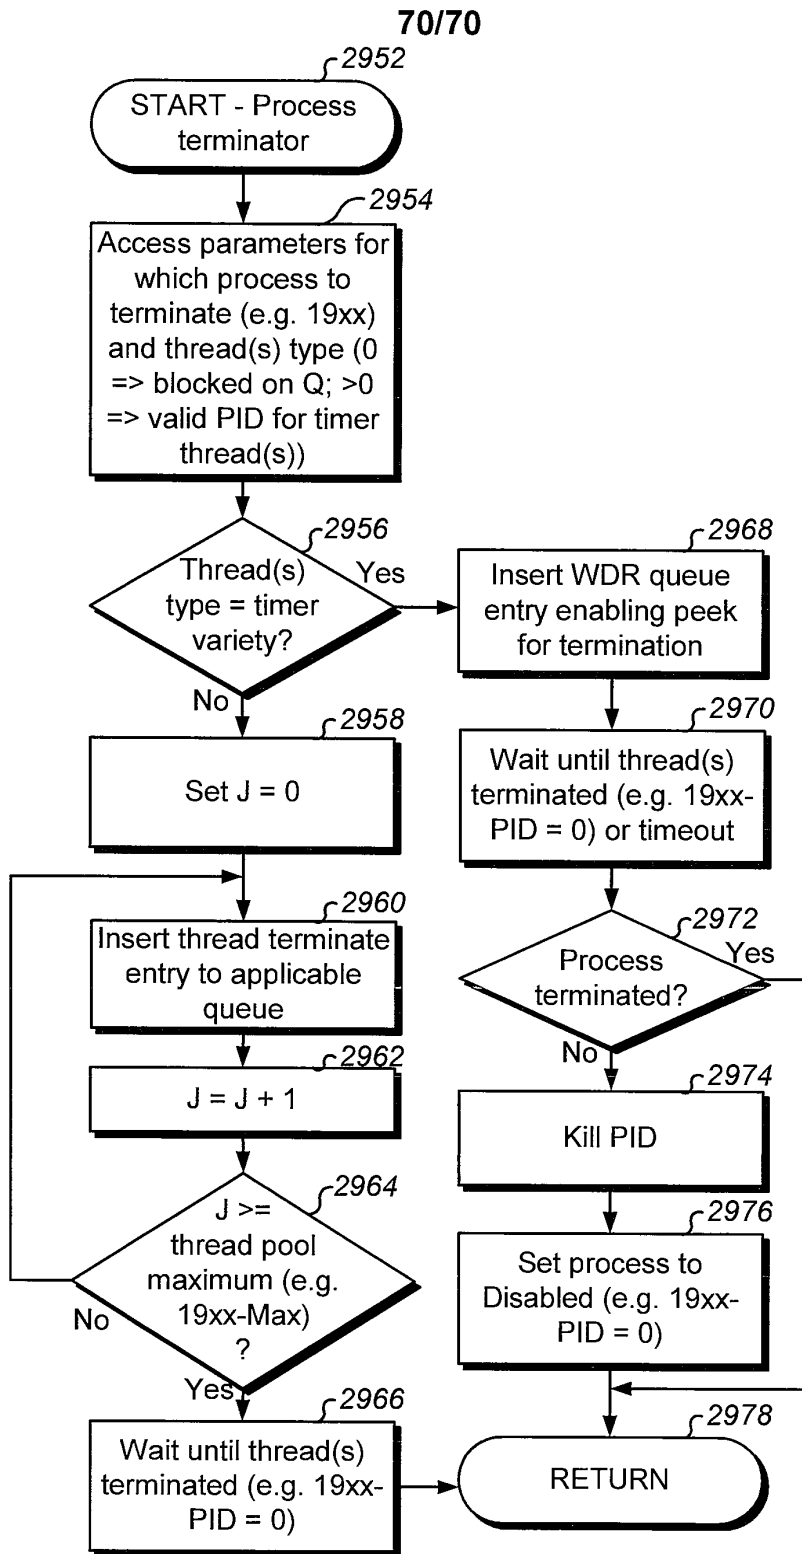 70/70
2952
START - Process
terminator
2954
Access parameters for
which process to
terminate (e.g. 19xx)
and thread(s) type (0
=> blocked on Q; >0
=> valid PID for timer
thread(s))
2956
Thread(s)
type = timer
variety?
Yes
No
2958
Set J = 0
2960
Insert thread terminate
entry to applicable
queue
2962
J = J + 1
2964
J >=
thread pool
maximum (e.g.
19xx-Max)
?
No
Yes
2966
Wait until thread(s)
terminated (e.g. 19xx-
PID = 0)
2968
Insert WDR queue
entry enabling peek
for termination
2970
Wait until thread(s)
terminated (e.g. 19xx-
PID = 0) or timeout
2972
Process
terminated?
Yes
No
2974
Kill PID
2976
Set process to
Disabled (e.g. 19xx-
PID = 0)
2978
RETURN